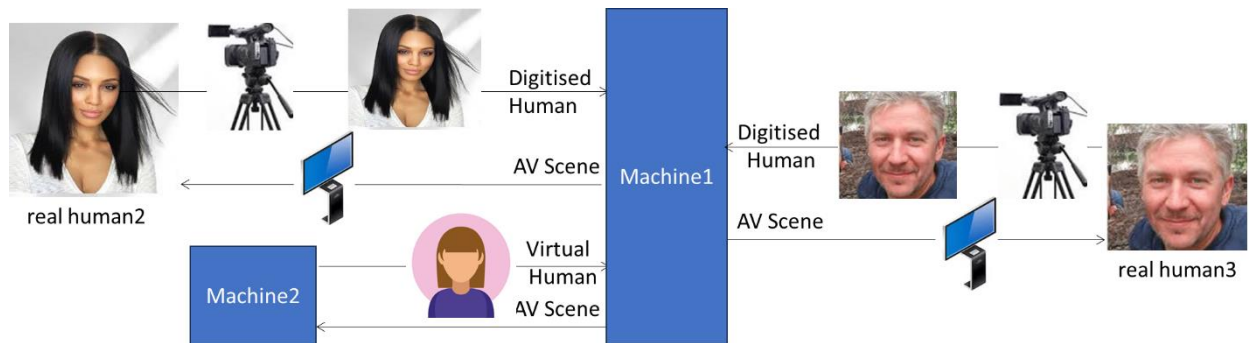 Digitised
Human
AV Scene
real human2
Virtual
Human
AV Scene
Machine2
Machine1
Digitised
Human
AV Scene
real human3